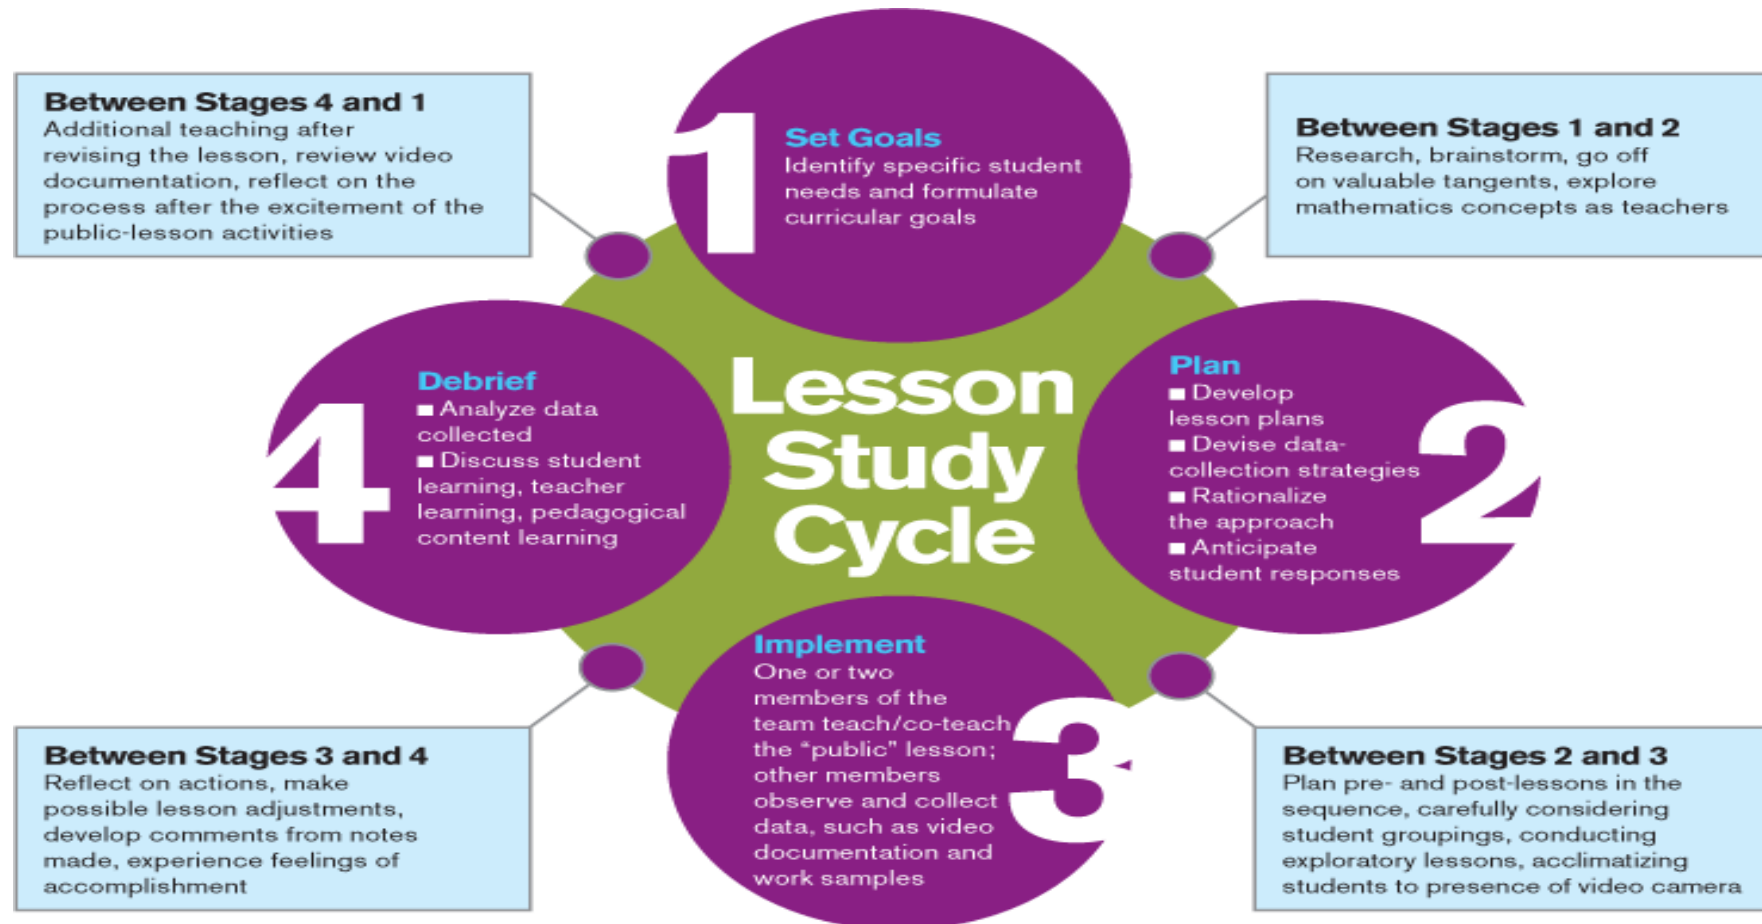 Lesson
Study
Cycle
1
Set Goals
Identify specific student
needs and formulate
curricular goals
Between Stages 1 and 2
Research, brainstorm, go off
on valuable tangents, explore
mathematics concepts as teachers
2
Plan
■ Develop
lesson plans
■ Devise data-
collection strategies
■ Rationalize
the approach
■ Anticipate
student responses
Between Stages 2 and 3
Plan pre- and post-lessons in the
sequence, carefully considering
student groupings, conducting
exploratory lessons, acclimatizing
students to presence of video camera
3
Implement
One or two
members of the
team teach/co-teach
the “public” lesson;
other members
observe and collect
data, such as video
documentation and
work samples
Between Stages 3 and 4
Reflect on actions, make
possible lesson adjustments,
develop comments from notes
made, experience feelings of
accomplishment
4
Debrief
■ Analyze data
collected
■ Discuss student
learning, teacher
learning, pedagogical
content learning
Between Stages 4 and 1
Additional teaching after
revising the lesson, review video
documentation, reflect on the
process after the excitement of the
public-lesson activities